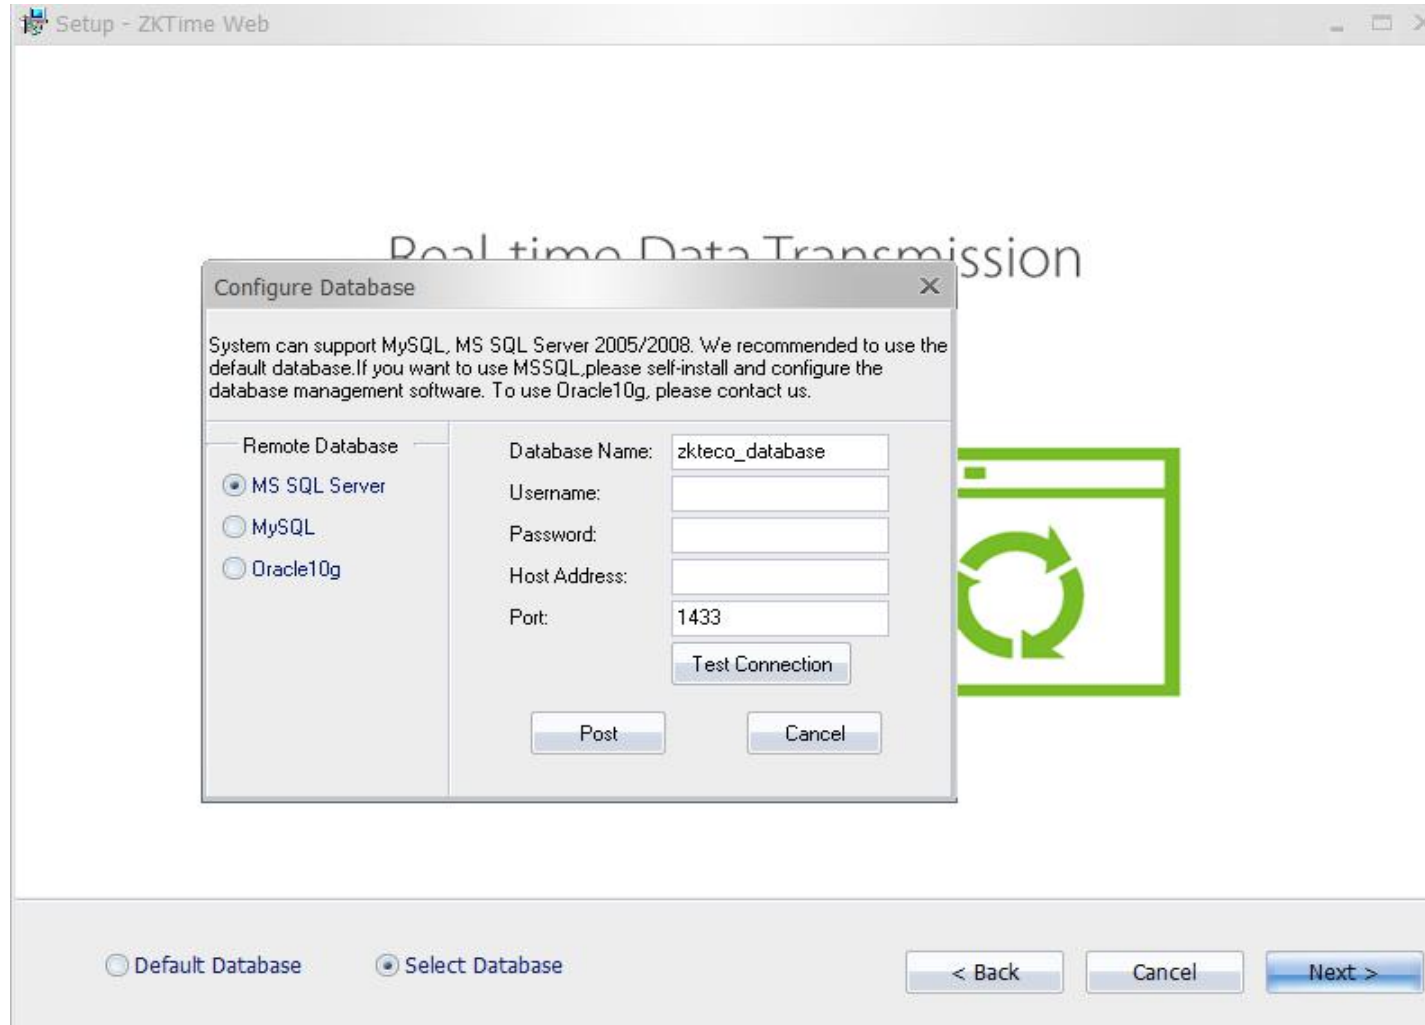 Setup - ZKTime Web
Real-time Data Transmission
Configure Database
System can support MySQL, MS SQL Server 2005/2008. We recommended to use the
default database.If you want to use MSSQL,please self-install and configure the
database management software. To use Oracle10g, please contact us.
Remote Database
MS SQL Server
MySQL
Oracle10g
Database Name: zkteco_database
Username:
Password:
Host Address:
Port: 1433
Test Connection
Post Cancel
Default Database Select Database < Back Cancel Next >